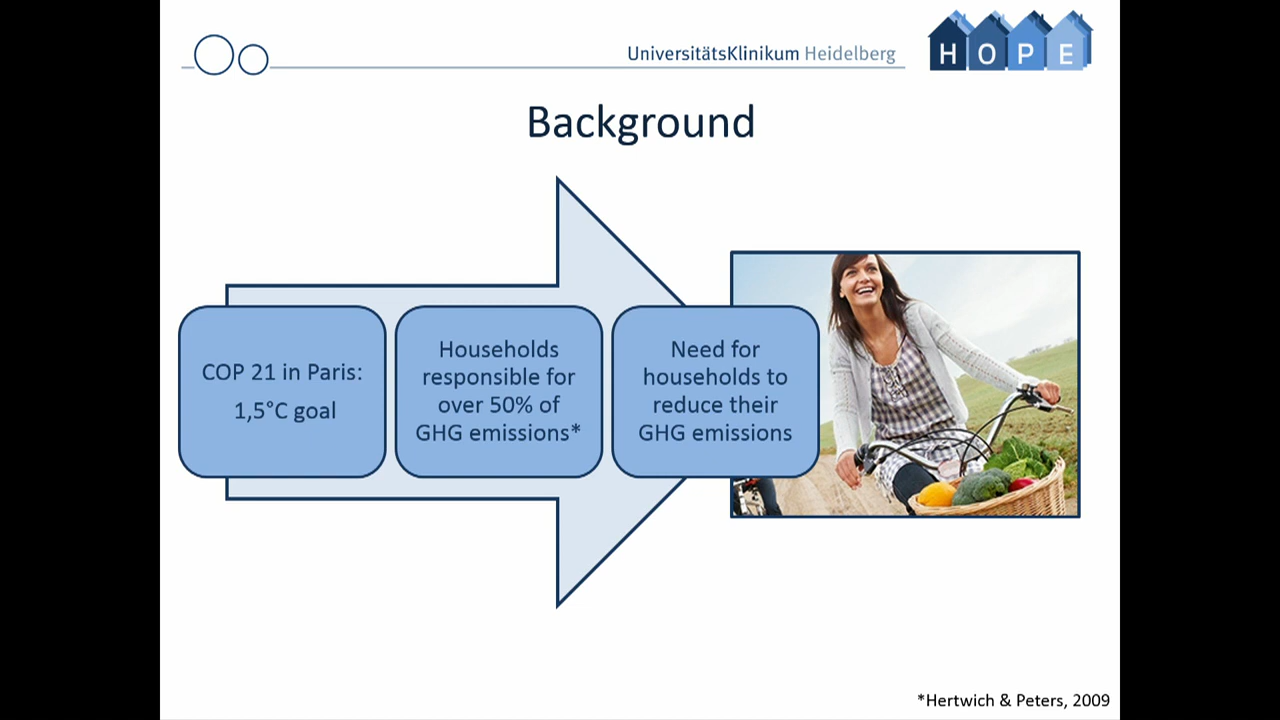 UniversitätsKlinikum Heidelberg
HOPE
Background
COP 21 in Paris:
1,5°C goal
Households
responsible for
over 50% of
GHG emissions*
Need for
households to
reduce their
GHG emissions
*Hertwich & Peters, 2009